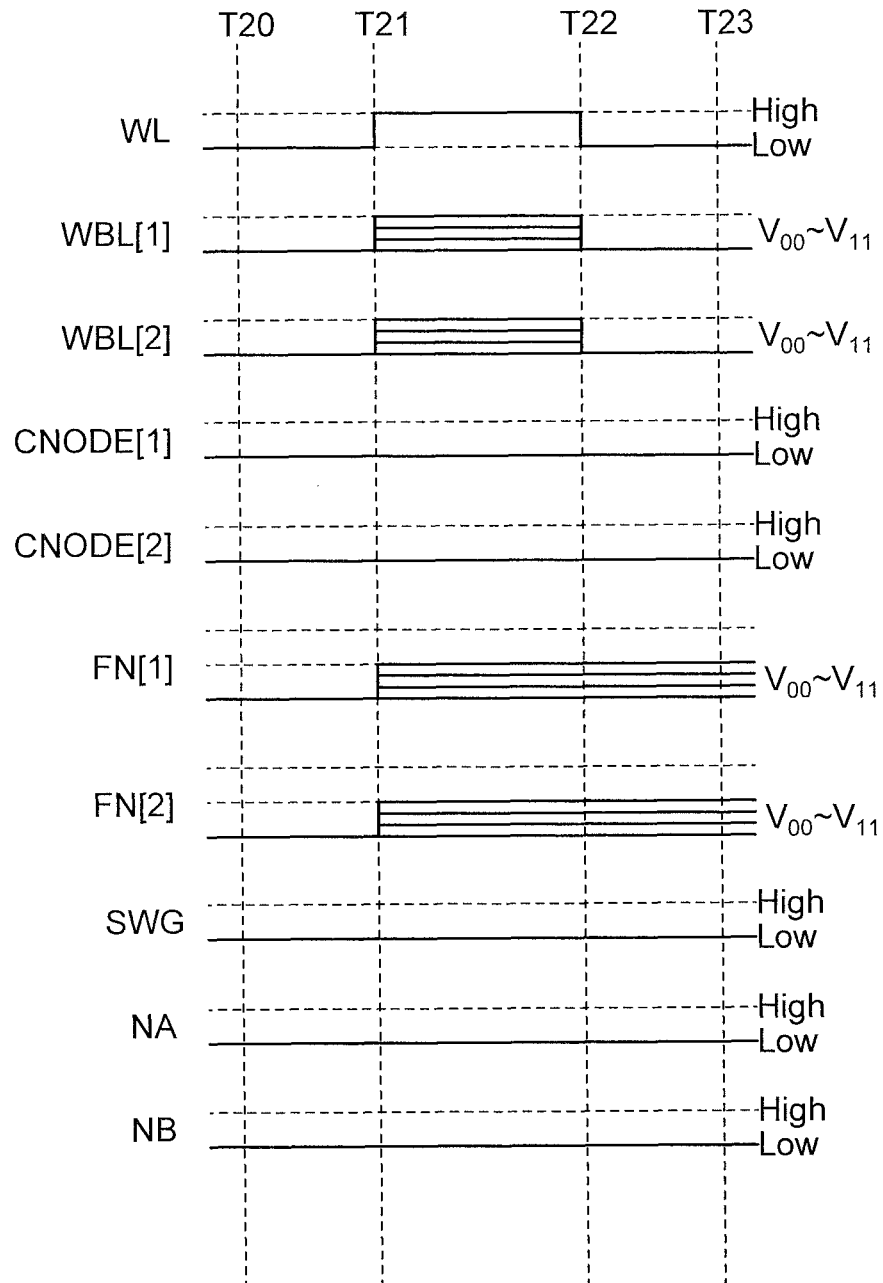 T20 T21 T22 T23
WL High
Low
WBL[1] V₀₀~V₁₁
WBL[2] V₀₀~V₁₁
CNODE[1] High
Low
CNODE[2] High
Low
FN[1] V₀₀~V₁₁
FN[2] V₀₀~V₁₁
SWG High
Low
NA High
Low
NB High
Low